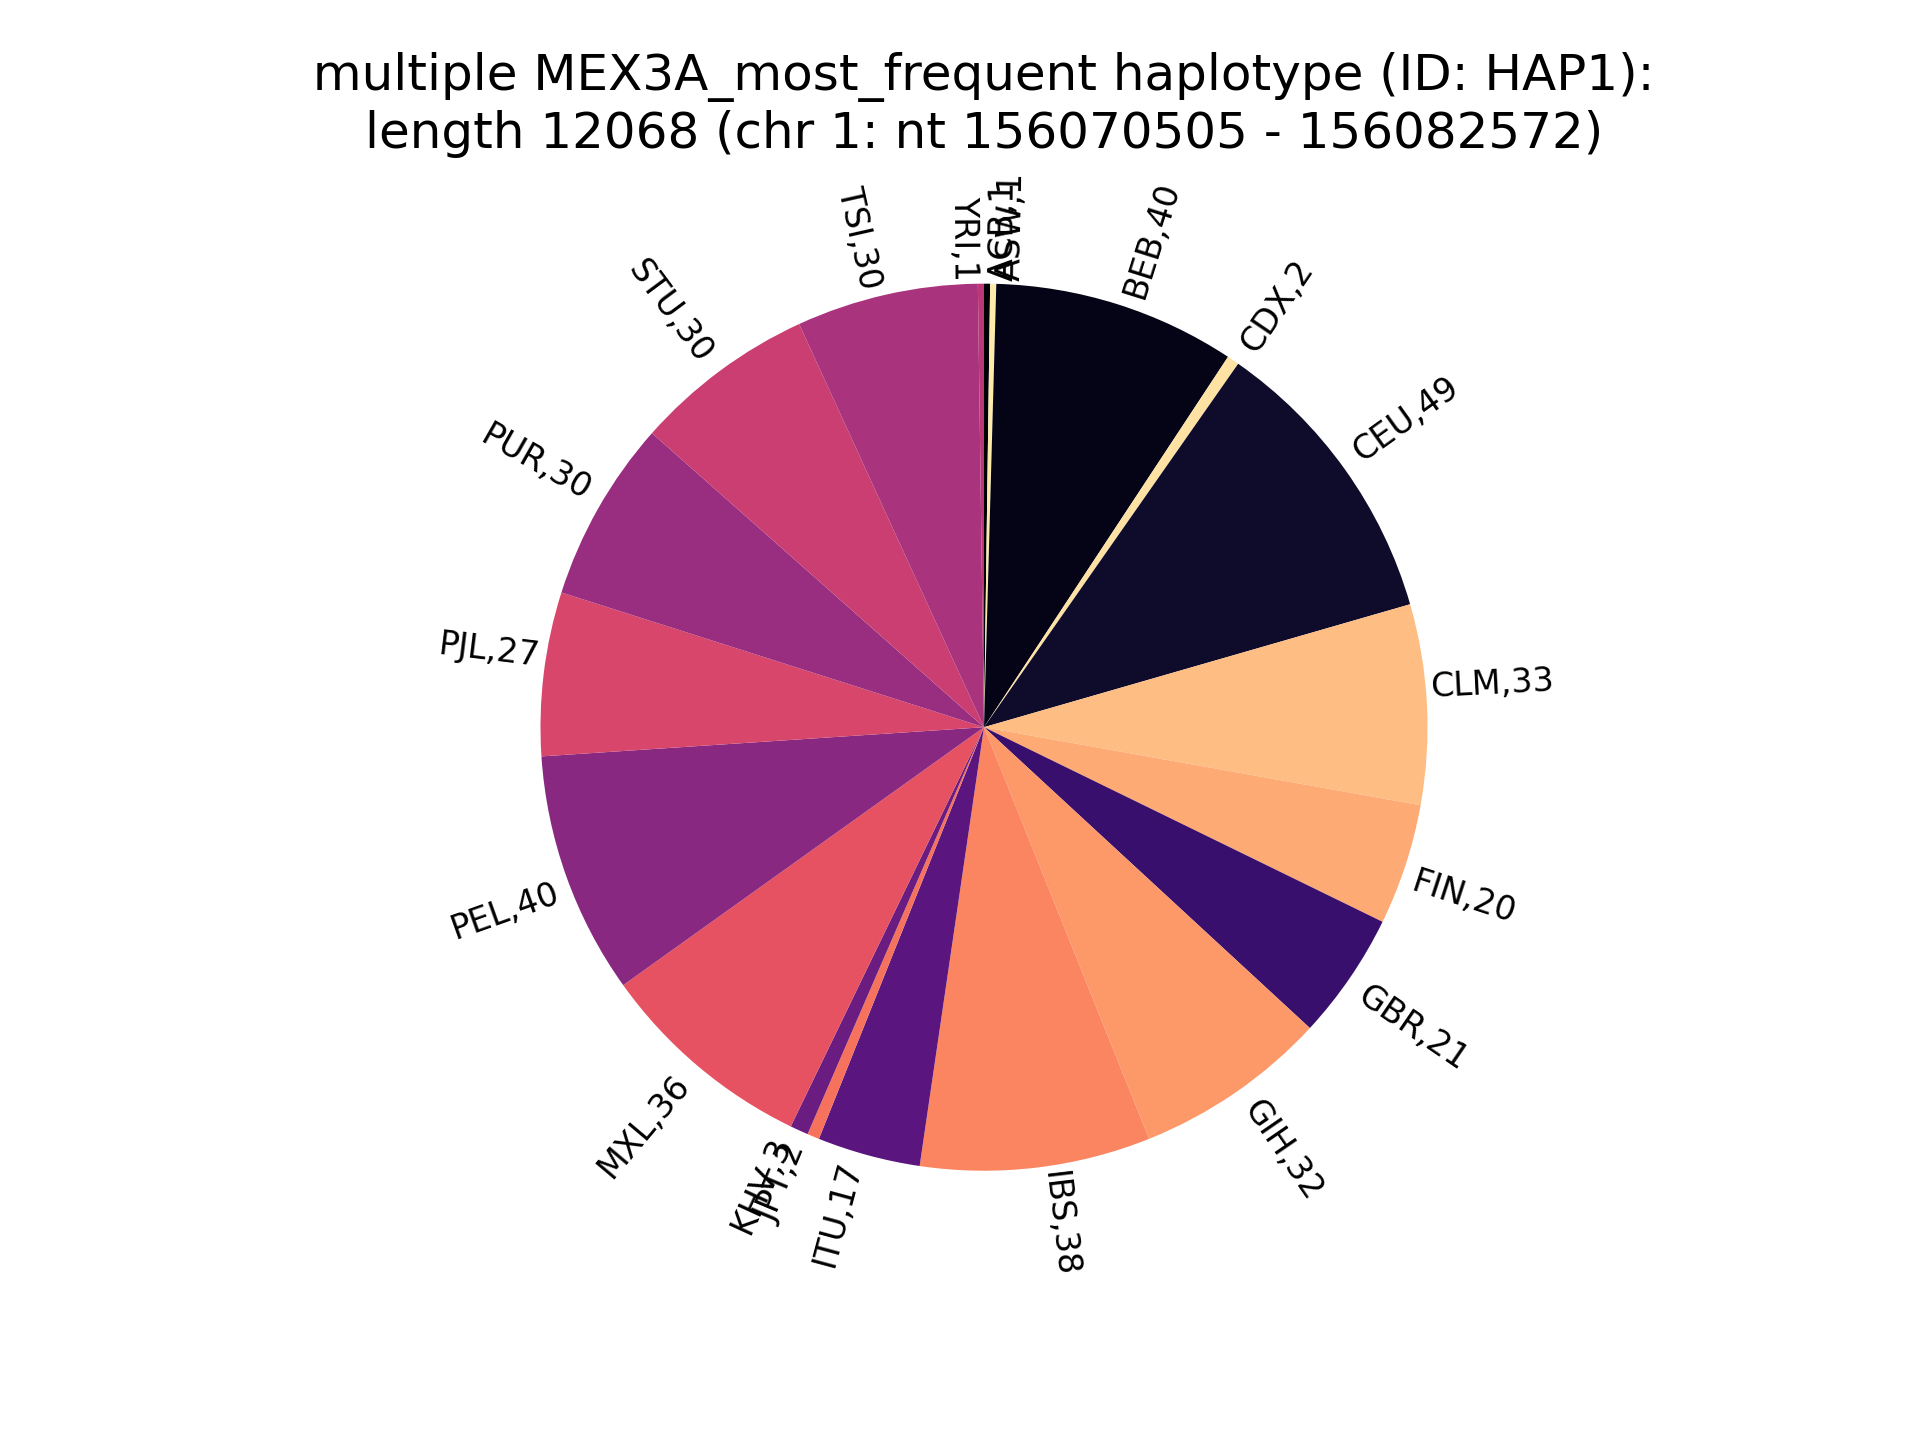 multiple MEX3A_most_frequent haplotype (ID: HAP1):
length 12068 (chr 1: nt 156070505 - 156082572)
ACB,1
ASW,1
BEB,40
CDX,2
CEU,49
CLM,33
FIN,20
GBR,21
GIH,32
IBS,38
ITU,17
JPT,2
KHV,3
MXL,36
PEL,40
PJL,27
PUR,30
STU,30
TSI,30
YRI,1